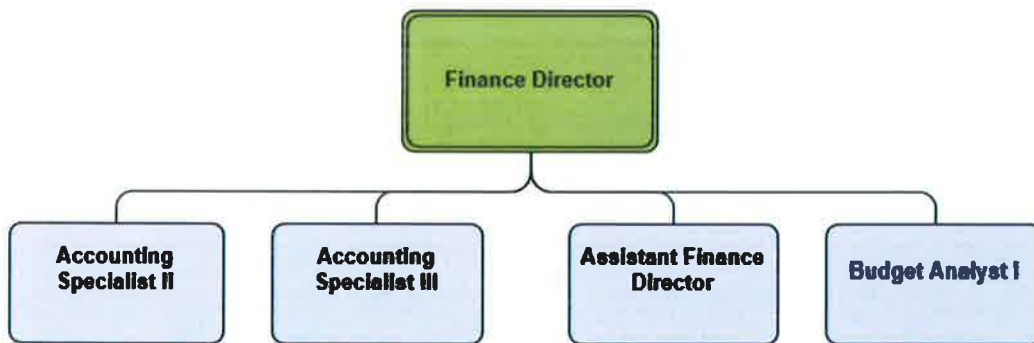 Finance Director
Accounting
Specialist II
Accounting
Specialist III
Assistant Finance
Director
Budget Analyst I